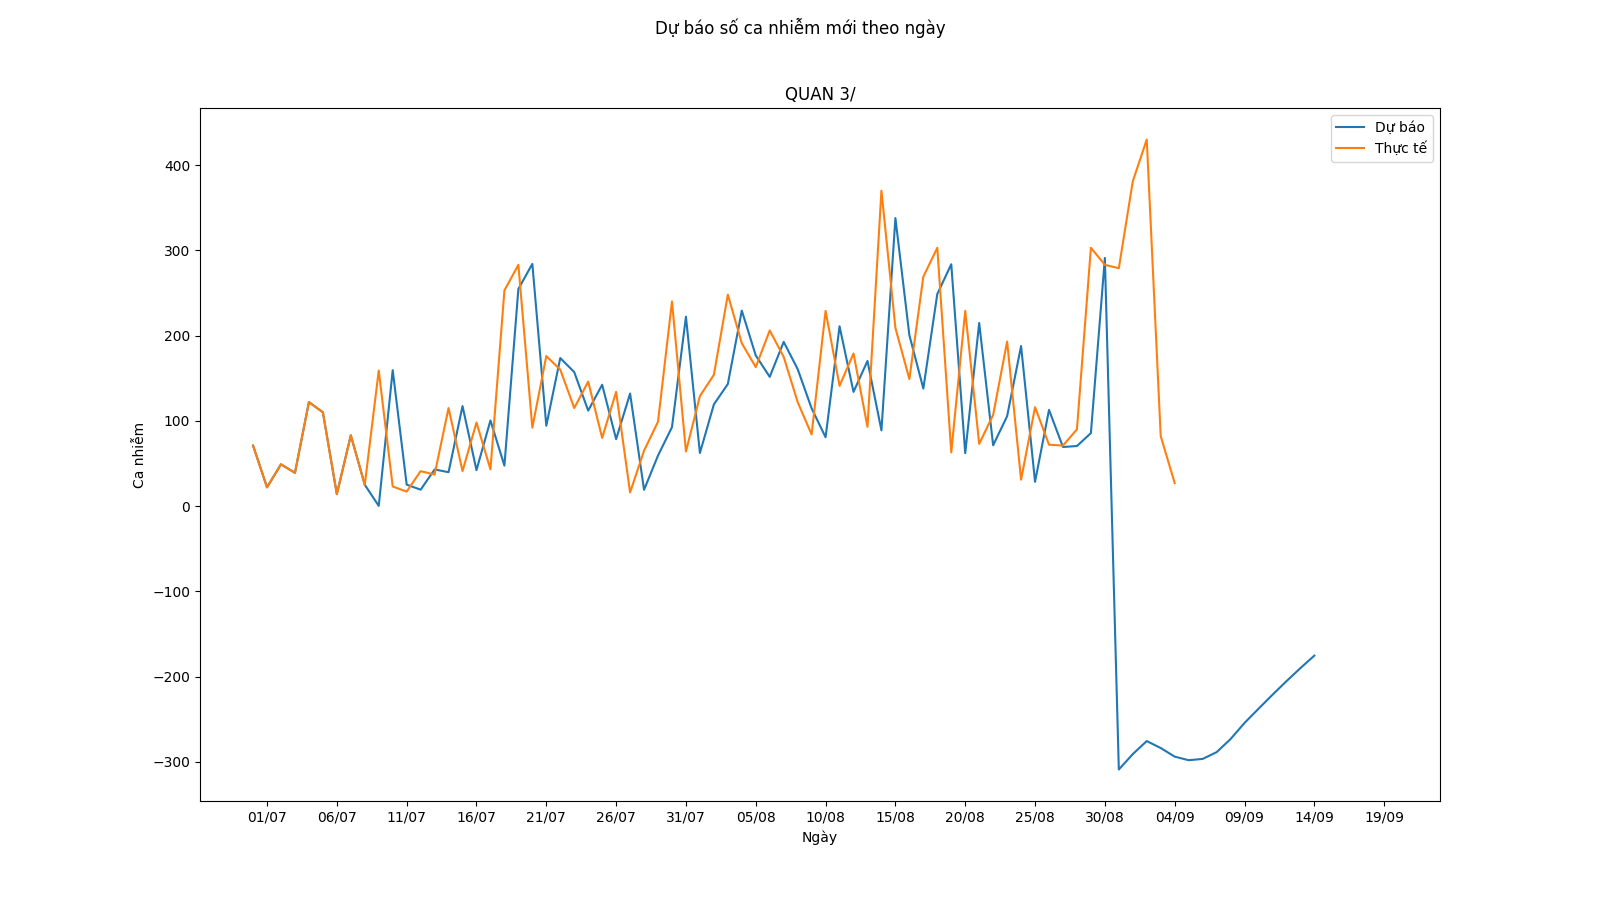 Dự báo số ca nhiễm mới theo ngày
QUAN 3/
Dự báo
Thực tế
400
300
200
100
0
−100
−200
−300
Ca nhiễm
01/07 06/07 11/07 16/07 21/07 26/07 31/07 05/08 10/08 15/08 20/08 25/08 30/08 04/09 09/09 14/09 19/09
Ngày